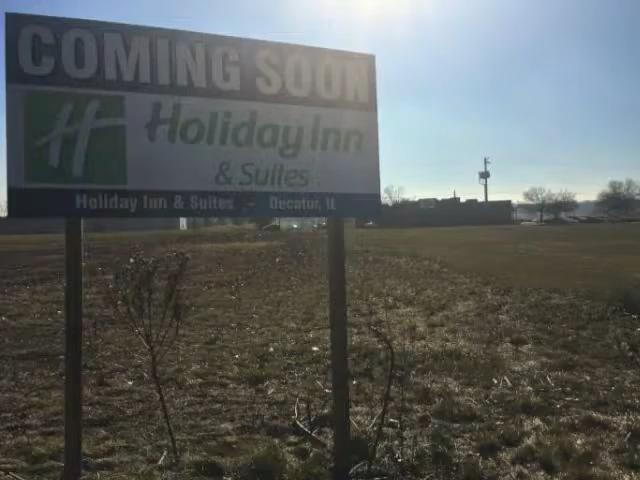 COMING SOON
H Holiday Inn
& Suites
Holiday Inn & Suites - Decatur, IL